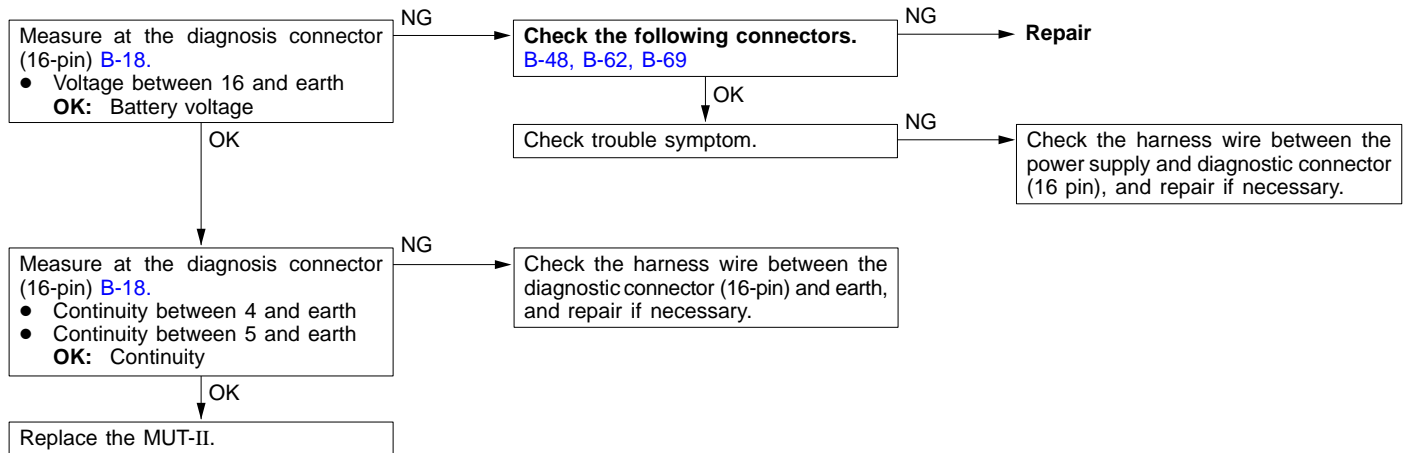 Measure at the diagnosis connector
(16-pin) B-18.
● Voltage between 16 and earth
OK: Battery voltage
NG
Check the following connectors.
B-48, B-62, B-69
NG
Repair
OK
Check trouble symptom.
NG
Check the harness wire between the
power supply and diagnostic connector
(16 pin), and repair if necessary.
OK
Measure at the diagnosis connector
(16-pin) B-18.
● Continuity between 4 and earth
● Continuity between 5 and earth
OK: Continuity
NG
Check the harness wire between the
diagnostic connector (16-pin) and earth,
and repair if necessary.
OK
Replace the MUT-II.